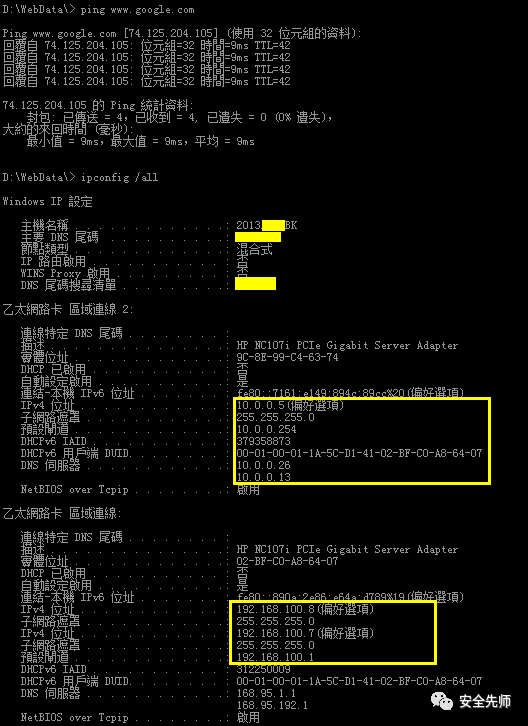 D:\WebData\> ping www.google.com
Ping www.google.com [74.125.204.105] (使用 32 位元組的資料):
回覆自 74.125.204.105: 位元組=32 時間=9ms TTL=42
回覆自 74.125.204.105: 位元組=32 時間=9ms TTL=42
回覆自 74.125.204.105: 位元組=32 時間=9ms TTL=42
回覆自 74.125.204.105: 位元組=32 時間=9ms TTL=42
74.125.204.105 的 Ping 統計資料:
封包: 已傳送 = 4, 已收到 = 4, 已遺失 = 0 (0% 遺失),
大約的來回時間 (毫秒):
最小值 = 9ms, 最大值 = 9ms, 平均 = 9ms
D:\WebData\> ipconfig /all
Windows IP 設定
主機名稱 . . . . . . . . . . . . : 2013 BK
主要 DNS 尾碼 . . . . . . . . . . :
節點類型 . . . . . . . . . . . . : 混合式
IP 路由啟用 . . . . . . . . . . . : 否
WINS Proxy 啟用 . . . . . . . . . : 否
DNS 尾碼搜尋清單 . . . . . . . . :
乙太網路卡 區域連線 2:
連線特定 DNS 尾碼 . . . . . . . . :
描述 . . . . . . . . . . . . . . : HP NC107i PCIe Gigabit Server Adapter
實體位址 . . . . . . . . . . . . : 9C-8E-99-C4-63-74
DHCP 已啟用 . . . . . . . . . . . : 否
自動設定啟用 . . . . . . . . . . : 是
連結-本機 IPv6 位址 . . . . . . . : fe80::7161:e149:894c:89cc%20(偏好選項)
IPv4 位址 . . . . . . . . . . . . : 10.0.0.5(偏好選項)
子網路遮罩 . . . . . . . . . . . : 255.255.255.0
預設閘道 . . . . . . . . . . . . : 10.0.0.254
DHCPv6 IAID . . . . . . . . . . . : 379358873
DHCPv6 用戶端 DUID. . . . . . . . : 00-01-00-01-1A-5C-D1-41-02-BF-C0-A8-64-07
DNS 伺服器 . . . . . . . . . . . : 10.0.0.26
10.0.0.13
NetBIOS over Tcpip . . . . . . . : 啟用
乙太網路卡 區域連線:
連線特定 DNS 尾碼 . . . . . . . . :
描述 . . . . . . . . . . . . . . : HP NC107i PCIe Gigabit Server Adapter
實體位址 . . . . . . . . . . . . : 02-BF-C0-A8-64-07
DHCP 已啟用 . . . . . . . . . . . : 否
自動設定啟用 . . . . . . . . . . : 是
連結-本機 IPv6 位址 . . . . . . . : fe80::890a:2e86:e64a:d789%19(偏好選項)
IPv4 位址 . . . . . . . . . . . . : 192.168.100.8(偏好選項)
子網路遮罩 . . . . . . . . . . . : 255.255.255.0
IPv4 位址 . . . . . . . . . . . . : 192.168.100.7(偏好選項)
子網路遮罩 . . . . . . . . . . . : 255.255.255.0
預設閘道 . . . . . . . . . . . . : 192.168.100.1
DHCPv6 IAID . . . . . . . . . . . : 312250009
DHCPv6 用戶端 DUID. . . . . . . . : 00-01-00-01-1A-5C-D1-41-02-BF-C0-A8-64-07
DNS 伺服器 . . . . . . . . . . . : 168.95.1.1
168.95.192.1
NetBIOS over Tcpip . . . . . . . : 啟用
安全先师